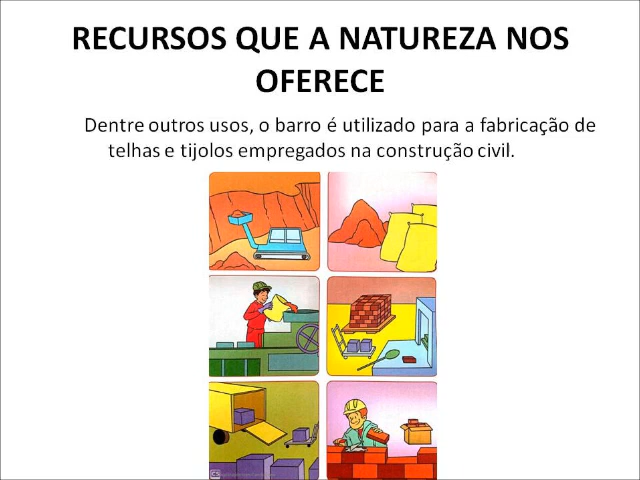 RECURSOS QUE A NATUREZA NOS
OFERECE
Dentre outros usos, o barro é utilizado para a fabricação de
telhas e tijolos empregados na construção civil.